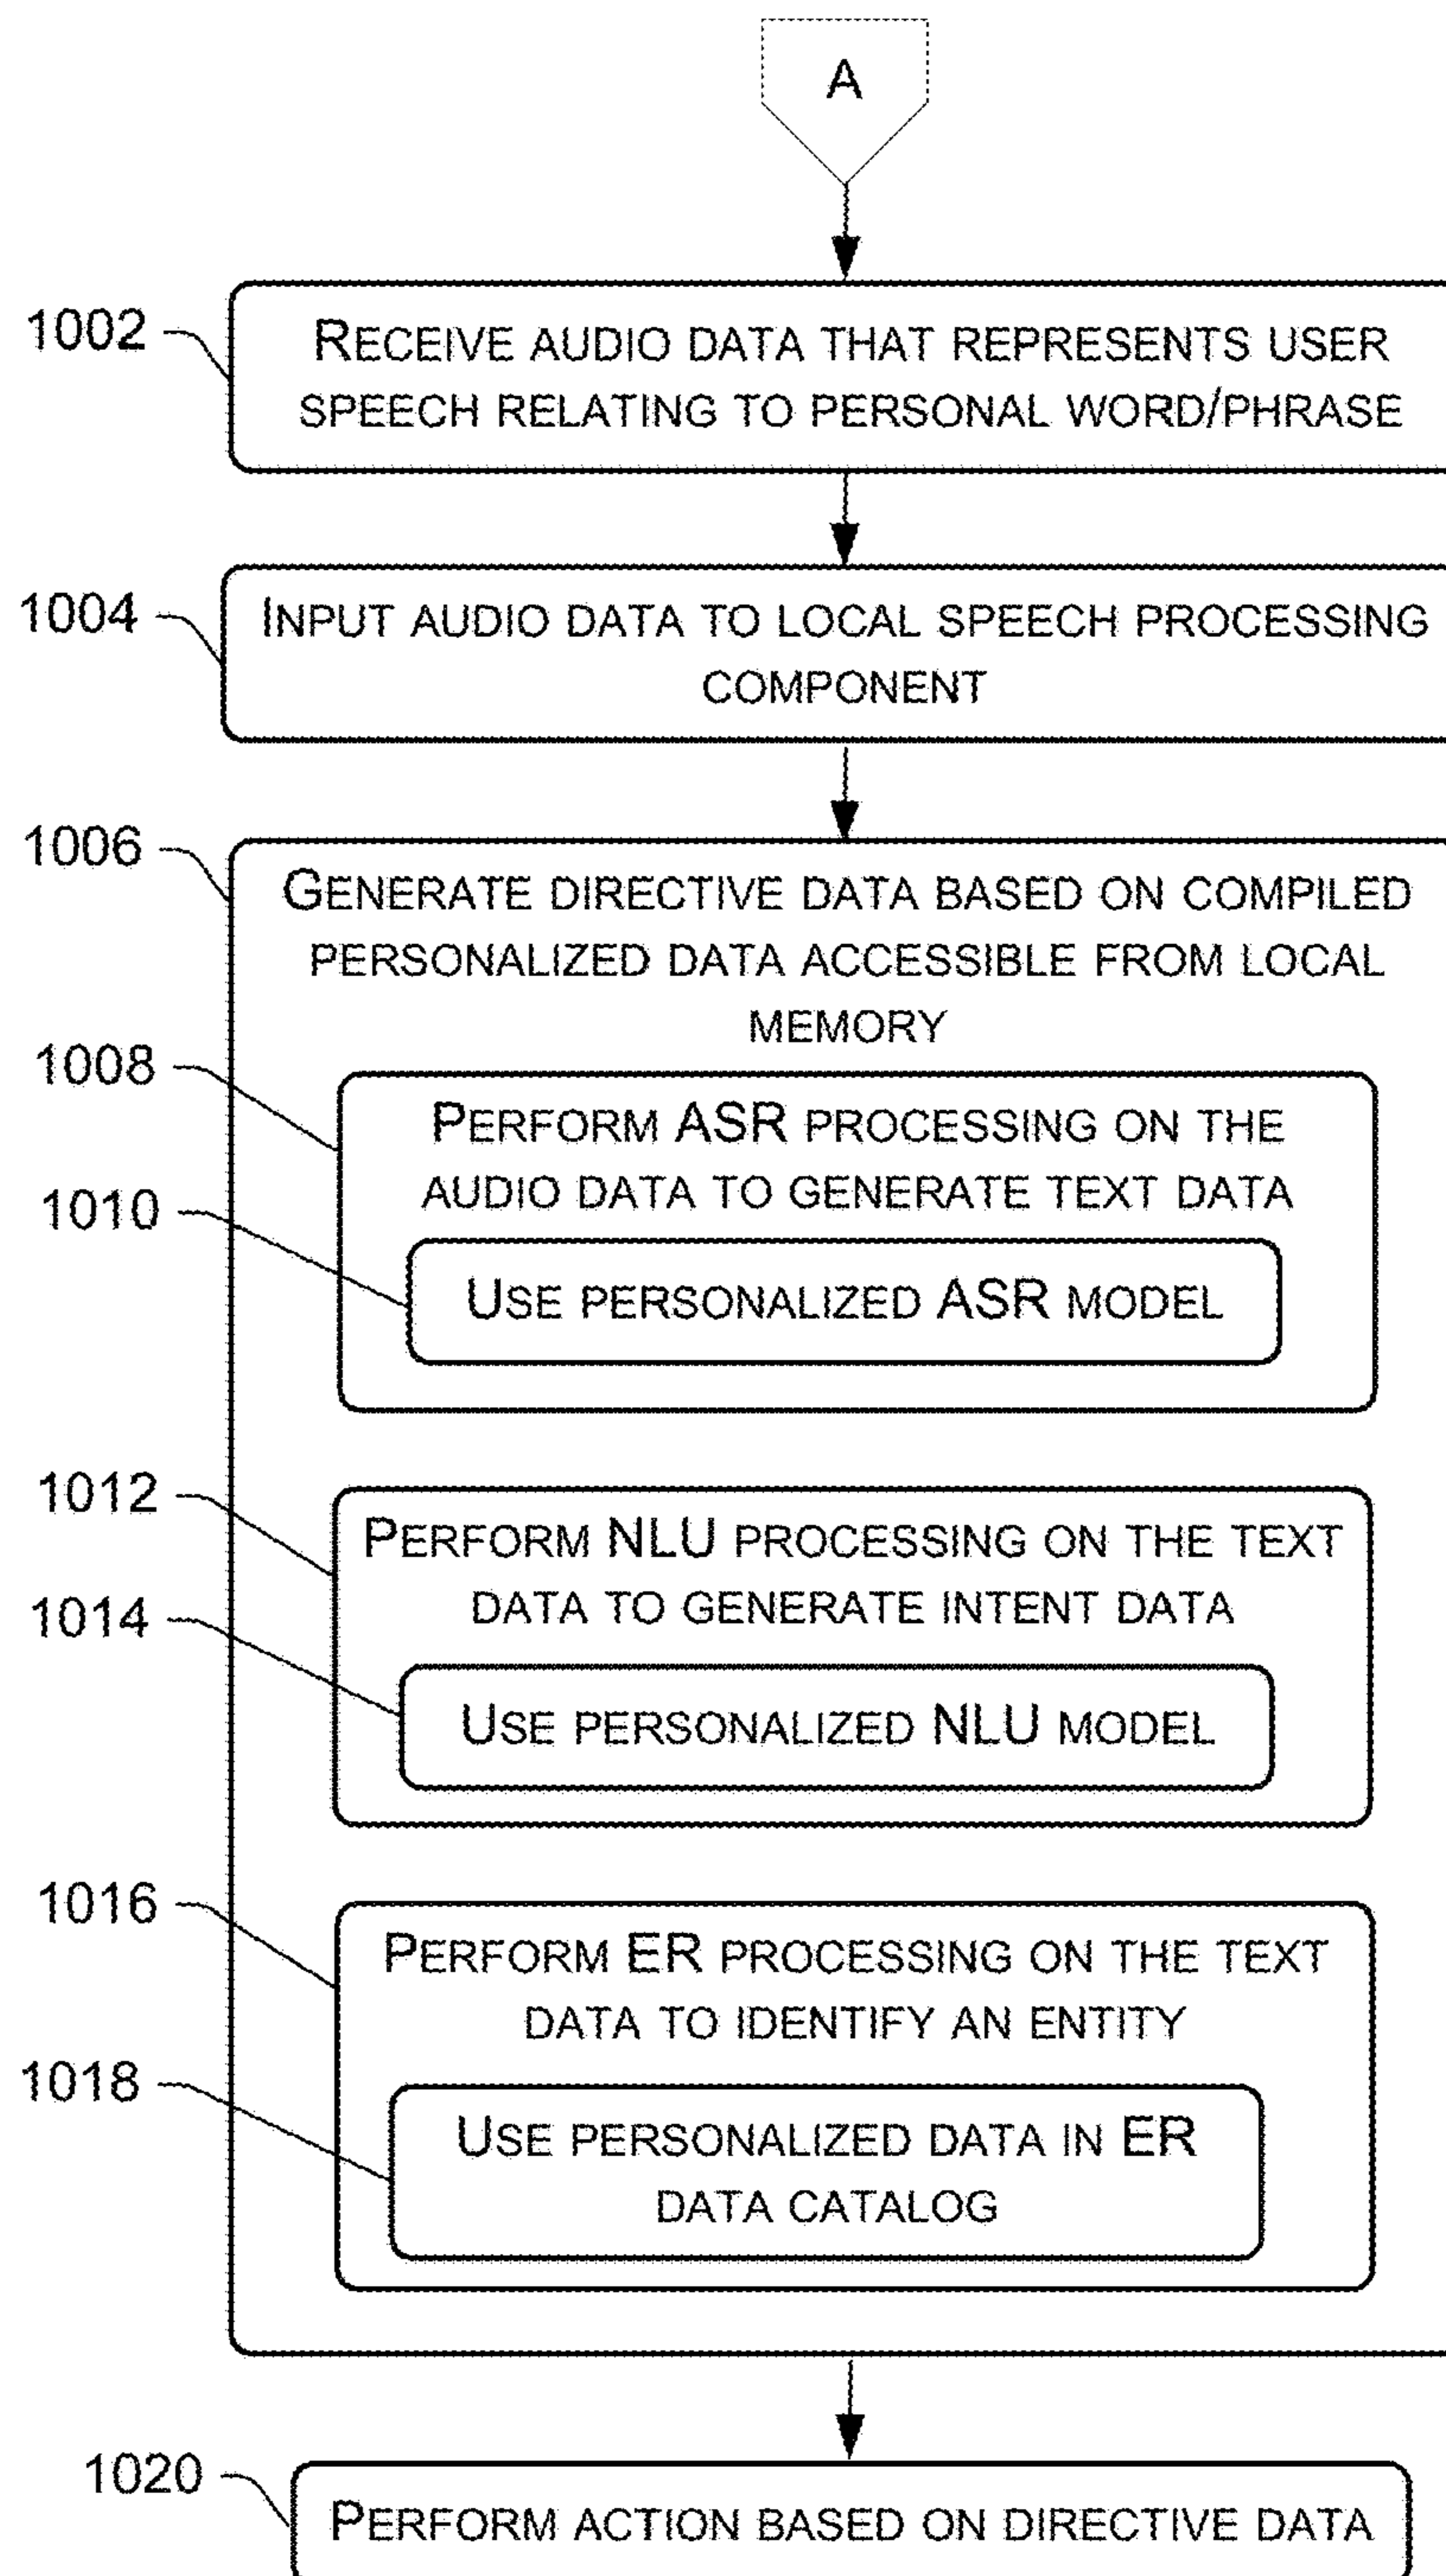 A
1002
RECEIVE AUDIO DATA THAT REPRESENTS USER
SPEECH RELATING TO PERSONAL WORD/PHRASE
1004
INPUT AUDIO DATA TO LOCAL SPEECH PROCESSING
COMPONENT
1006
GENERATE DIRECTIVE DATA BASED ON COMPILED
PERSONALIZED DATA ACCESSIBLE FROM LOCAL
MEMORY
1008
PERFORM ASR PROCESSING ON THE
AUDIO DATA TO GENERATE TEXT DATA
1010
USE PERSONALIZED ASR MODEL
1012
PERFORM NLU PROCESSING ON THE TEXT
DATA TO GENERATE INTENT DATA
1014
USE PERSONALIZED NLU MODEL
1016
PERFORM ER PROCESSING ON THE TEXT
DATA TO IDENTIFY AN ENTITY
1018
USE PERSONALIZED DATA IN ER
DATA CATALOG
1020
PERFORM ACTION BASED ON DIRECTIVE DATA